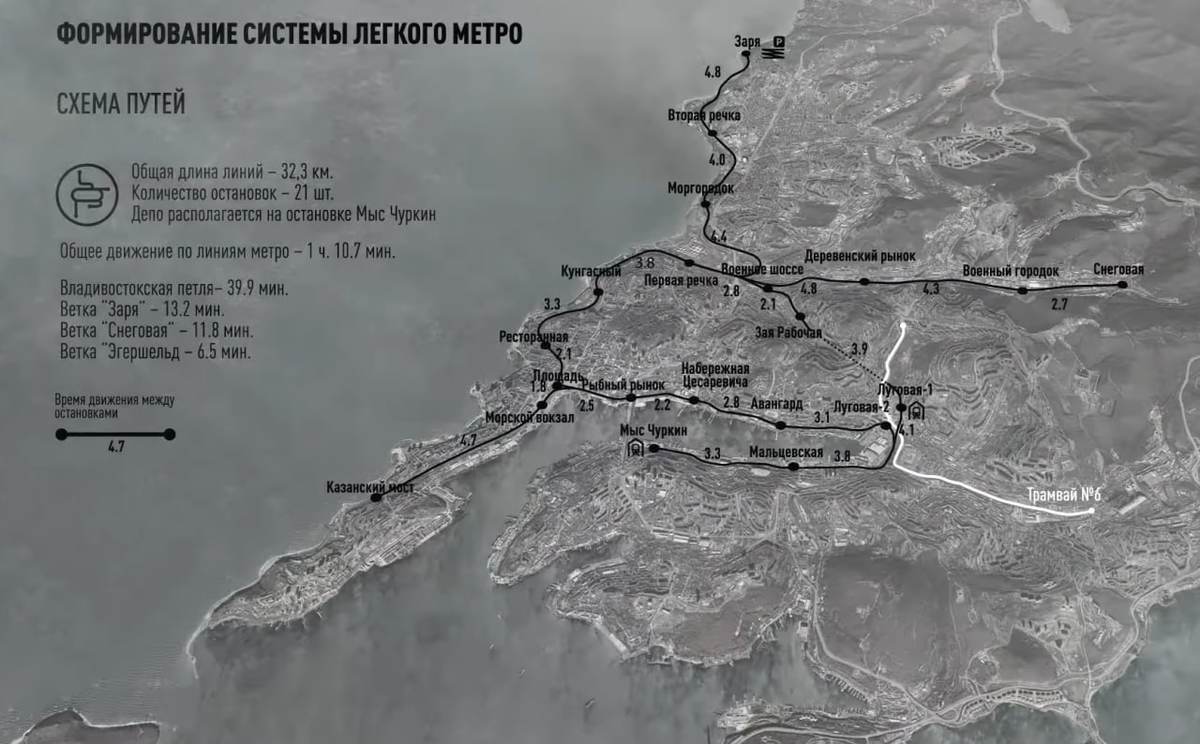 ФОРМИРОВАНИЕ СИСТЕМЫ ЛЕГКОГО МЕТРО
СХЕМА ПУТЕЙ
Общая длина линий – 32,3 км.
Количество остановок – 21 шт.
Депо располагается на остановке Мыс Чуркин
Общее движение по линиям метро – 1 ч. 10.7 мин.
Владивостокская петля– 39.9 мин.
Ветка "Заря" – 13.2 мин.
Ветка "Снеговая" – 11.8 мин.
Ветка "Эгершельд – 6.5 мин.
Время движения между
остановками
4.7
Заря
P
4.8
Вторая речка
4.0
Моргородок
4.4
Кунгасный
3.8
Первая речка
Военное шоссе
2.8
2.1
4.8
Деревенский рынок
4.3
Военный городок
2.7
Снеговая
3.3
Зая Рабочая
3.9
Ресторанная
2.1
Площадь
1.8
Рыбный рынок
2.5
2.2
Набережная
Цесаревича
2.8
Авангард
3.1
Луговая-2
Луговая-1
4.1
Морской вокзал
4.7
Казанский мост
Мыс Чуркин
3.3
Мальцевская
3.8
Трамвай №6